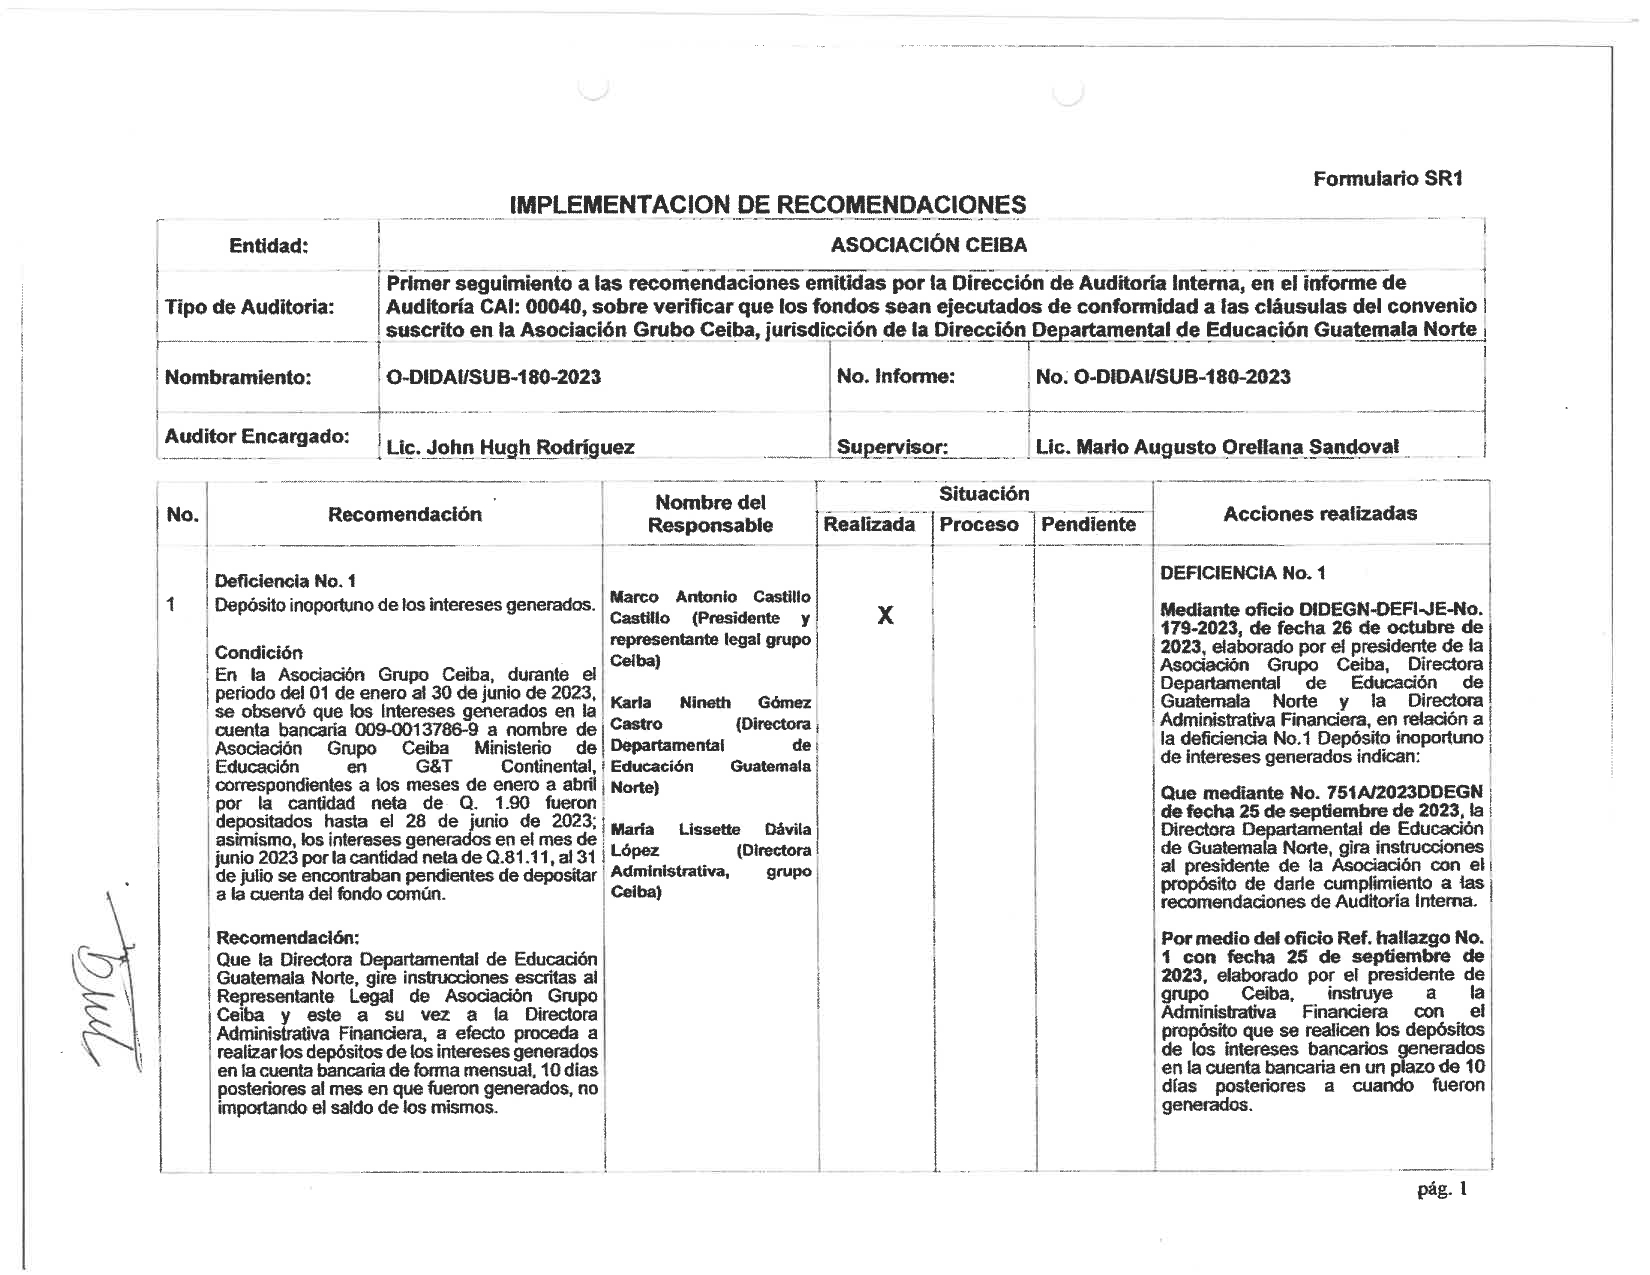 Formulario SR1
IMPLEMENTACION DE RECOMENDACIONES
Entidad:
ASOCIACIÓN CEIBA
Tipo de Auditoria:
Primer seguimiento a las recomendaciones emitidas por la Dirección de Auditoría Interna, en el informe de
Auditoría CAI: 00040, sobre verificar que los fondos sean ejecutados de conformidad a las cláusulas del convenio
suscrito en la Asociación Grubo Ceiba, jurisdicción de la Dirección Departamental de Educación Guatemala Norte
Nombramiento:
O-DIDAI/SUB-180-2023
No. Informe:
No. O-DIDAI/SUB-180-2023
Auditor Encargado:
Lic. John Hugh Rodríguez
Supervisor:
Lic. Mario Augusto Orellana Sandoval
No.
Recomendación
Nombre del
Responsable
Situación
Realizada
Proceso
Pendiente
Acciones realizadas
1
Deficiencia No. 1
Depósito inoportuno de los intereses generados.
Condición
En la Asociación Grupo Ceiba, durante el
periodo del 01 de enero al 30 de junio de 2023,
se observó que los Intereses generados en la
cuenta bancaria 009-0013786-9 a nombre de
Asociación Grupo Ceiba Ministerio de
Educación en G&T Continental,
correspondientes a los meses de enero a abril
por la cantidad neta de Q. 1.90 fueron
depositados hasta el 28 de junio de 2023;
asimismo, los intereses generados en el mes de
junio 2023 por la cantidad neta de Q.81.11, al 31
de julio se encontraban pendientes de depositar
a la cuenta del fondo común.
Recomendación:
Que la Directora Departamental de Educación
Guatemala Norte, gire instrucciones escritas al
Representante Legal de Asociación Grupo
Ceiba y este a su vez a la Directora
Administrativa Financiera, a efecto proceda a
realizar los depósitos de los intereses generados
en la cuenta bancaria de forma mensual, 10 días
posteriores al mes en que fueron generados, no
importando el saldo de los mismos.
Marco Antonio Castillo
Castillo (Presidente y
representante legal grupo
Ceiba)
Karla Nineth Gómez
Castro (Directora
Departamental de
Educación Guatemala
Norte)
María Lissette Dávila
López (Directora
Administrativa, grupo
Ceiba)
X
DEFICIENCIA No. 1
Mediante oficio DIDEGN-DEFI-JE-No.
179-2023, de fecha 26 de octubre de
2023, elaborado por el presidente de la
Asociación Grupo Ceiba, Directora
Departamental de Educación de
Guatemala Norte y la Directora
Administrativa Financiera, en relación a
la deficiencia No.1 Depósito inoportuno
de intereses generados indican:
Que mediante No. 751A/2023DDEGN
de fecha 25 de septiembre de 2023, la
Directora Departamental de Educación
de Guatemala Norte, gira instrucciones
al presidente de la Asociación con el
propósito de darle cumplimiento a las
recomendaciones de Auditoria Interna.
Por medio del oficio Ref. hallazgo No.
1 con fecha 25 de septiembre de
2023, elaborado por el presidente de
grupo Ceiba, instruye a la
Administrativa Financiera con el
propósito que se realicen los depósitos
de los intereses bancarios generados
en la cuenta bancaria en un plazo de 10
días posteriores a cuando fueron
generados.
pág. 1